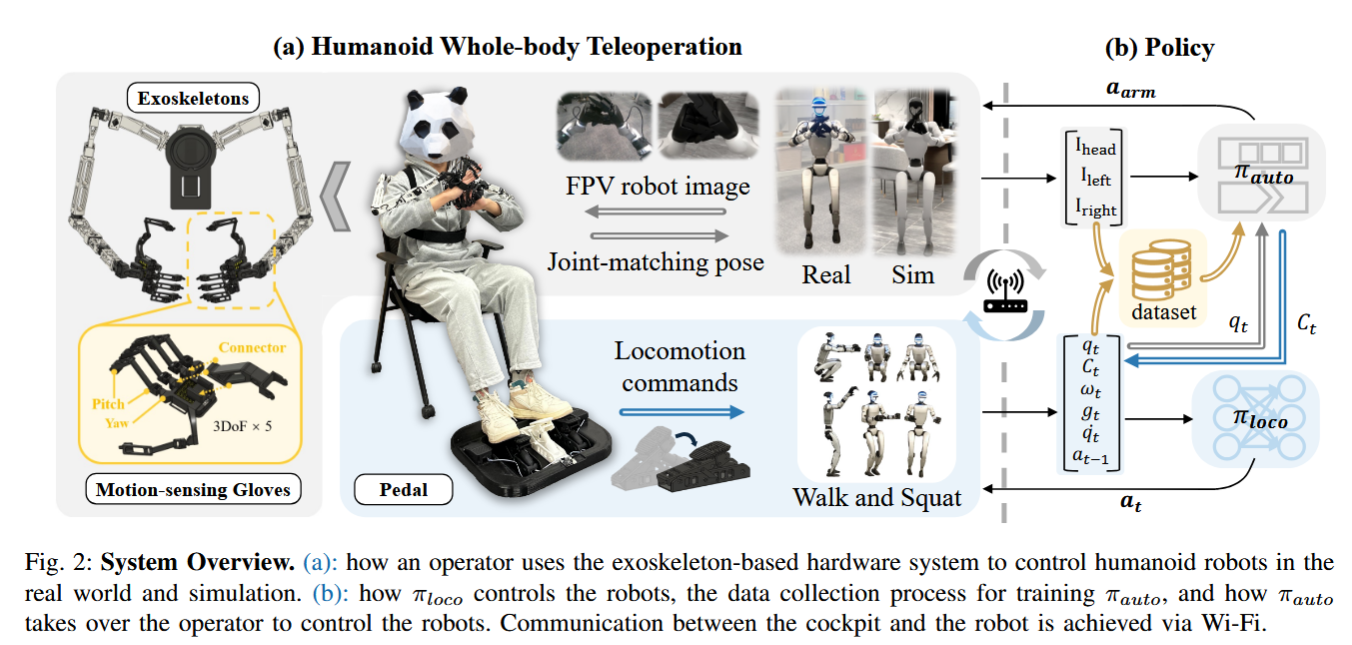 (a) Humanoid Whole-body Teleoperation
(b) Policy
Exoskeletons
FPV robot image
Joint-matching pose
Real
Sim
Connector
Pitch
Yaw
3DoF × 5
Motion-sensing Gloves
Pedal
Locomotion
commands
Walk and Squat
a_arm
I_head
I_left
I_right
π_auto
dataset
q_t
C_t
q_t
C_t
ω_t
g_t
q̇_t
a_{t−1}
π_loco
a_t
Fig. 2: System Overview. (a): how an operator uses the exoskeleton-based hardware system to control humanoid robots in the
real world and simulation. (b): how π_loco controls the robots, the data collection process for training π_auto, and how π_auto
takes over the operator to control the robots. Communication between the cockpit and the robot is achieved via Wi-Fi.